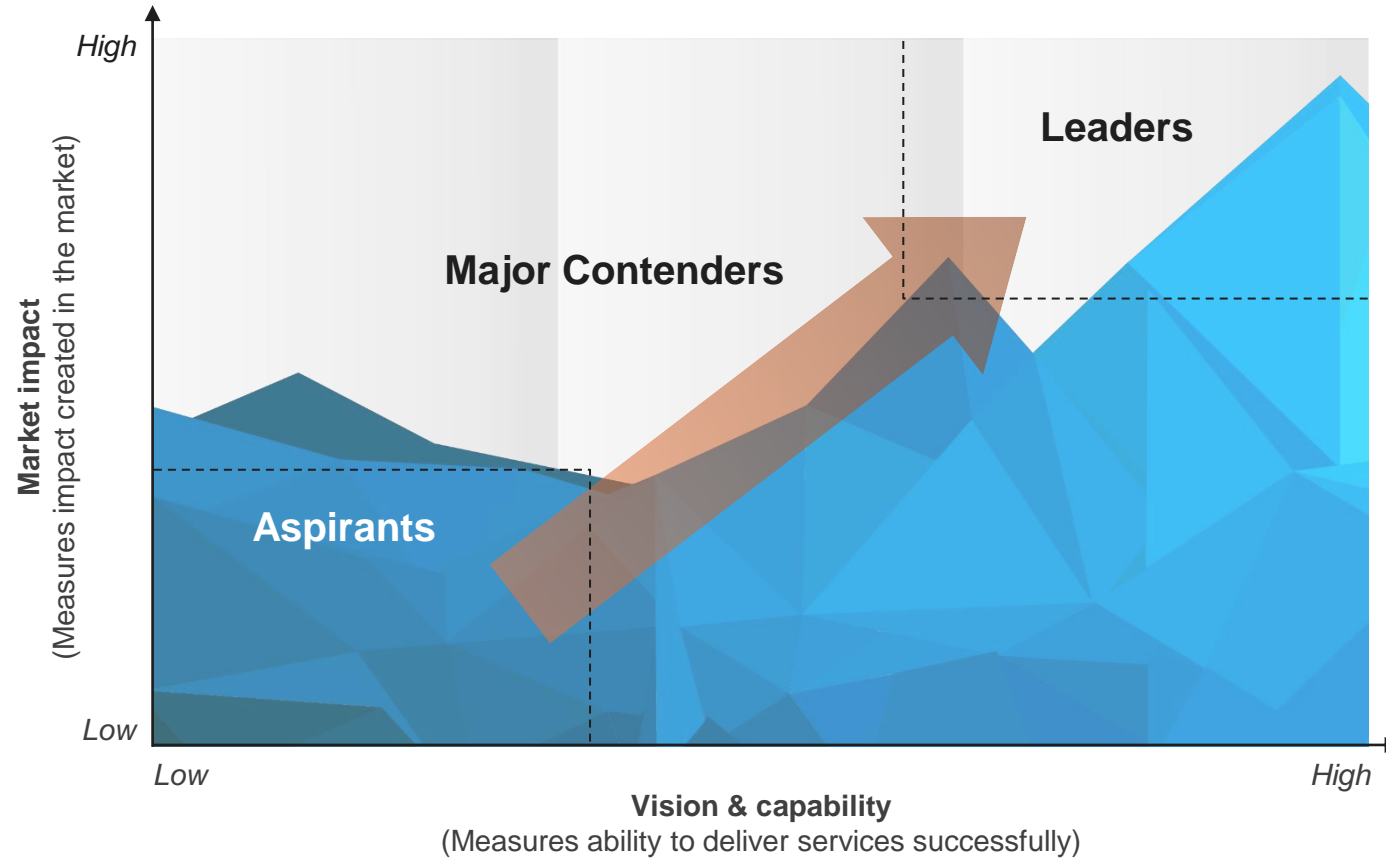 High
Leaders
Major Contenders
Market impact
(Measures impact created in the market)
Aspirants
Low
Low
High
Vision & capability
(Measures ability to deliver services successfully)